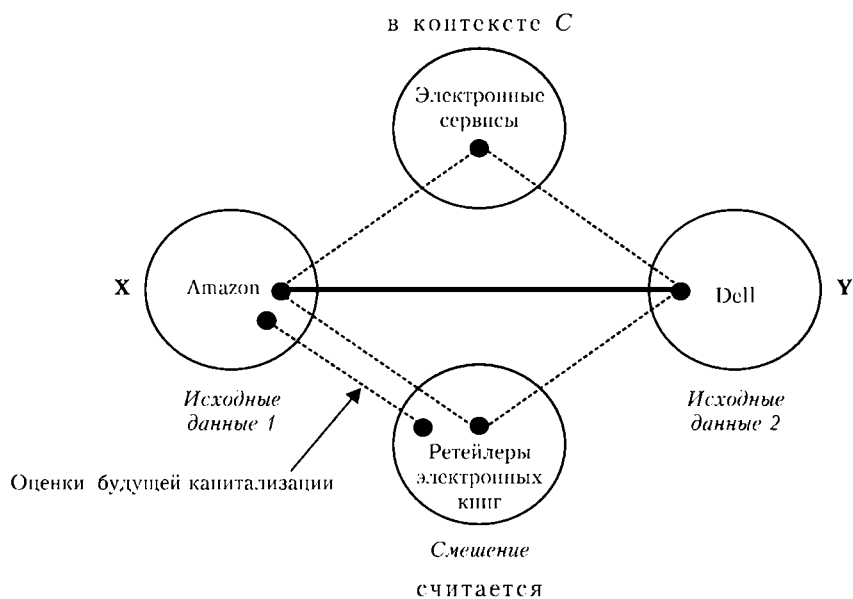 в контексте C
Электронные
сервисы
X
Amazon
Dell
Y
Исходные
данные 1
Исходные
данные 2
Оценки будущей капитализации
Ретейлеры
электронных
книг
Смешение
считается